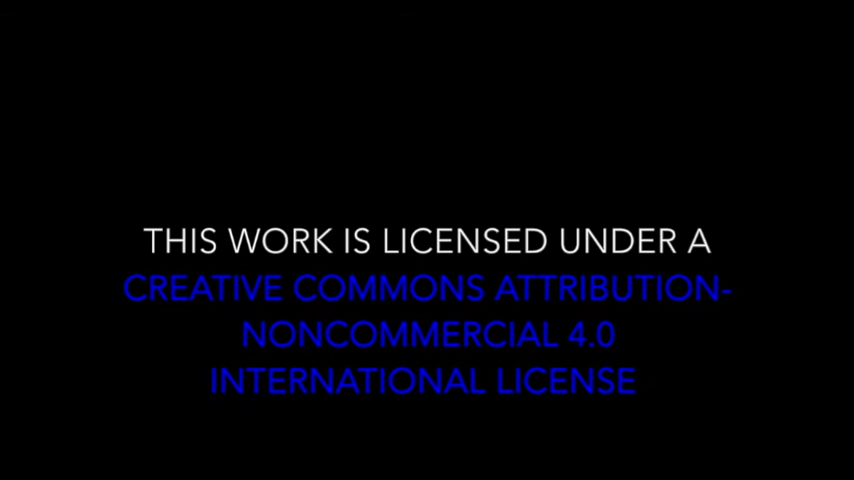 THIS WORK IS LICENSED UNDER A
CREATIVE COMMONS ATTRIBUTION-
NONCOMMERCIAL 4.0
INTERNATIONAL LICENSE